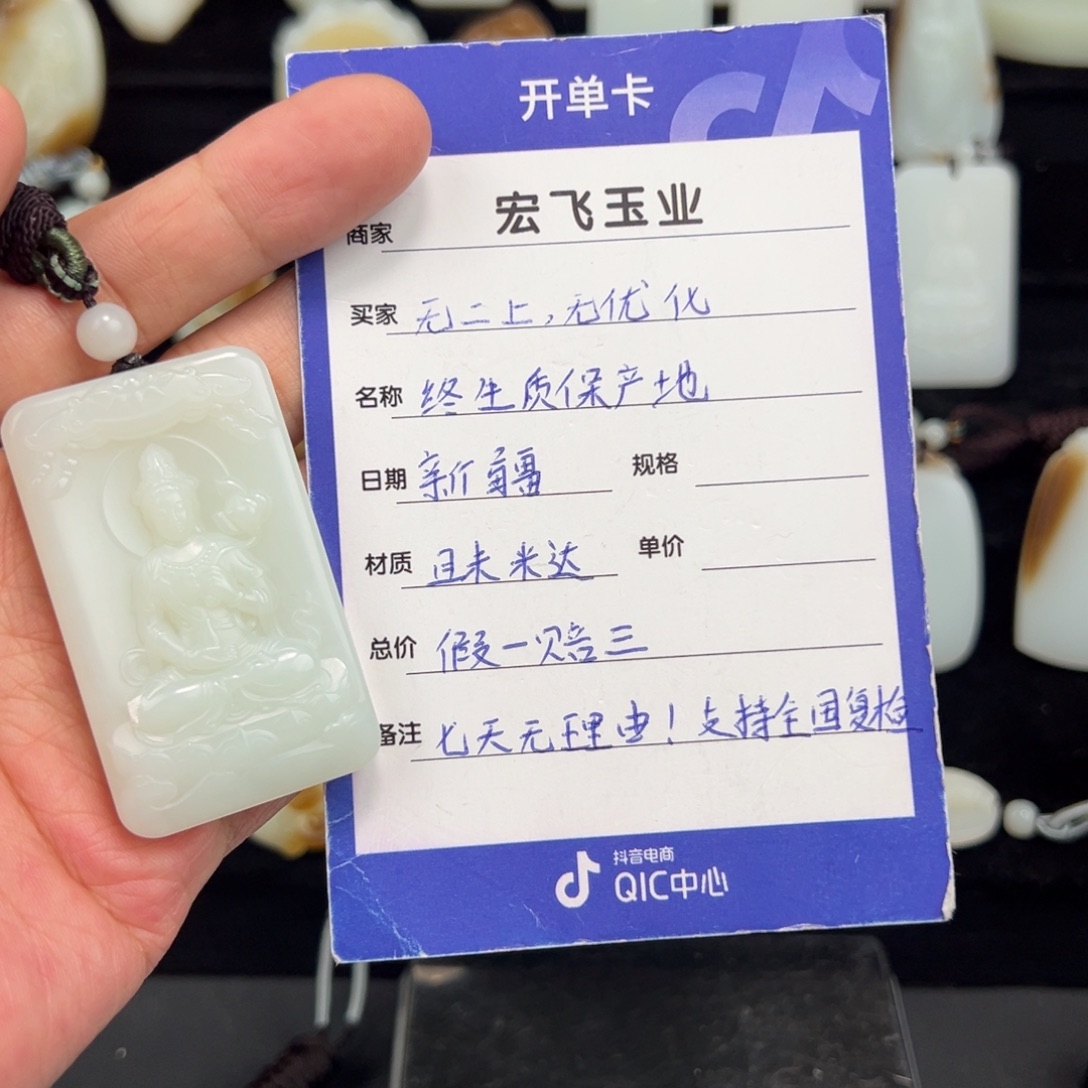 开单卡
商家 宏飞玉业
买家 无二上,无优化
名称 终生质保产地
日期 新疆 规格
材质 且末米达 单价
总价 假一赔三
备注 七天无理由!支持全国复检
抖音电商
QIC中心